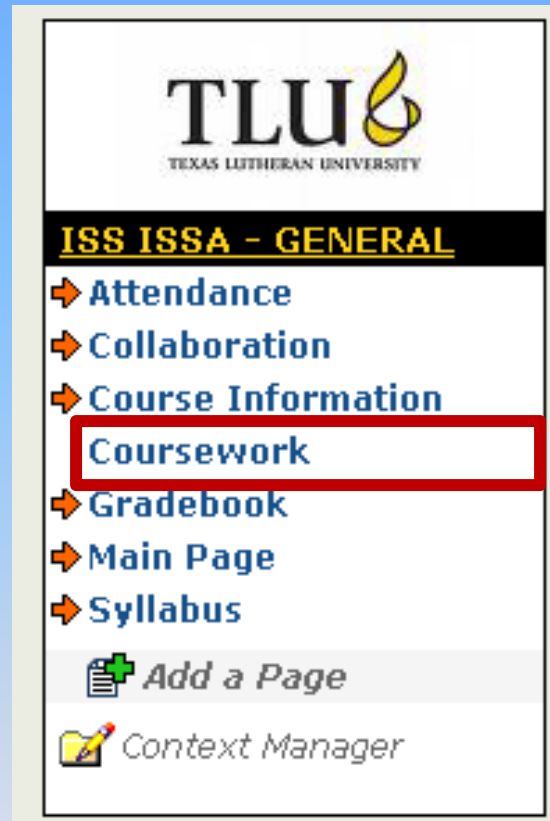 TLU
TEXAS LUTHERAN UNIVERSITY
ISS ISSA - GENERAL
Attendance
Collaboration
Course Information
Coursework
Gradebook
Main Page
Syllabus
Add a Page
Context Manager